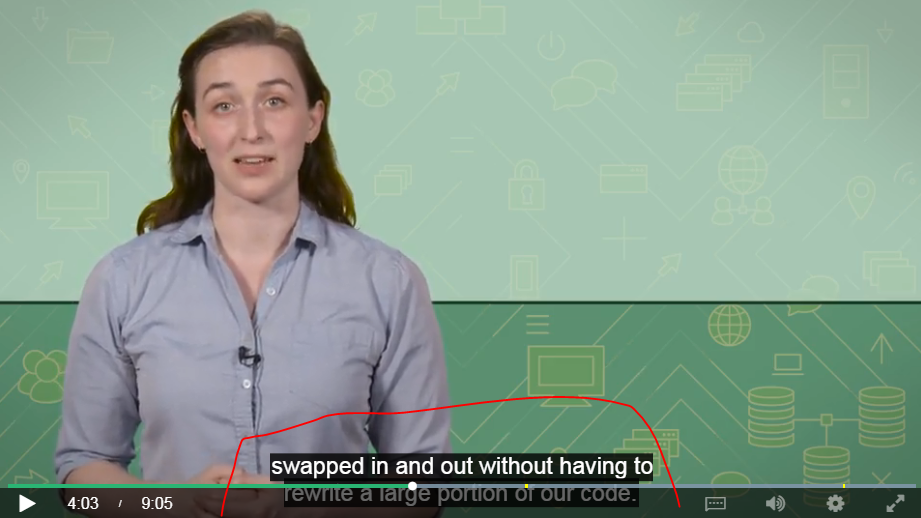 swapped in and out without having to
rewrite a large portion of our code.
4:03 / 9:05